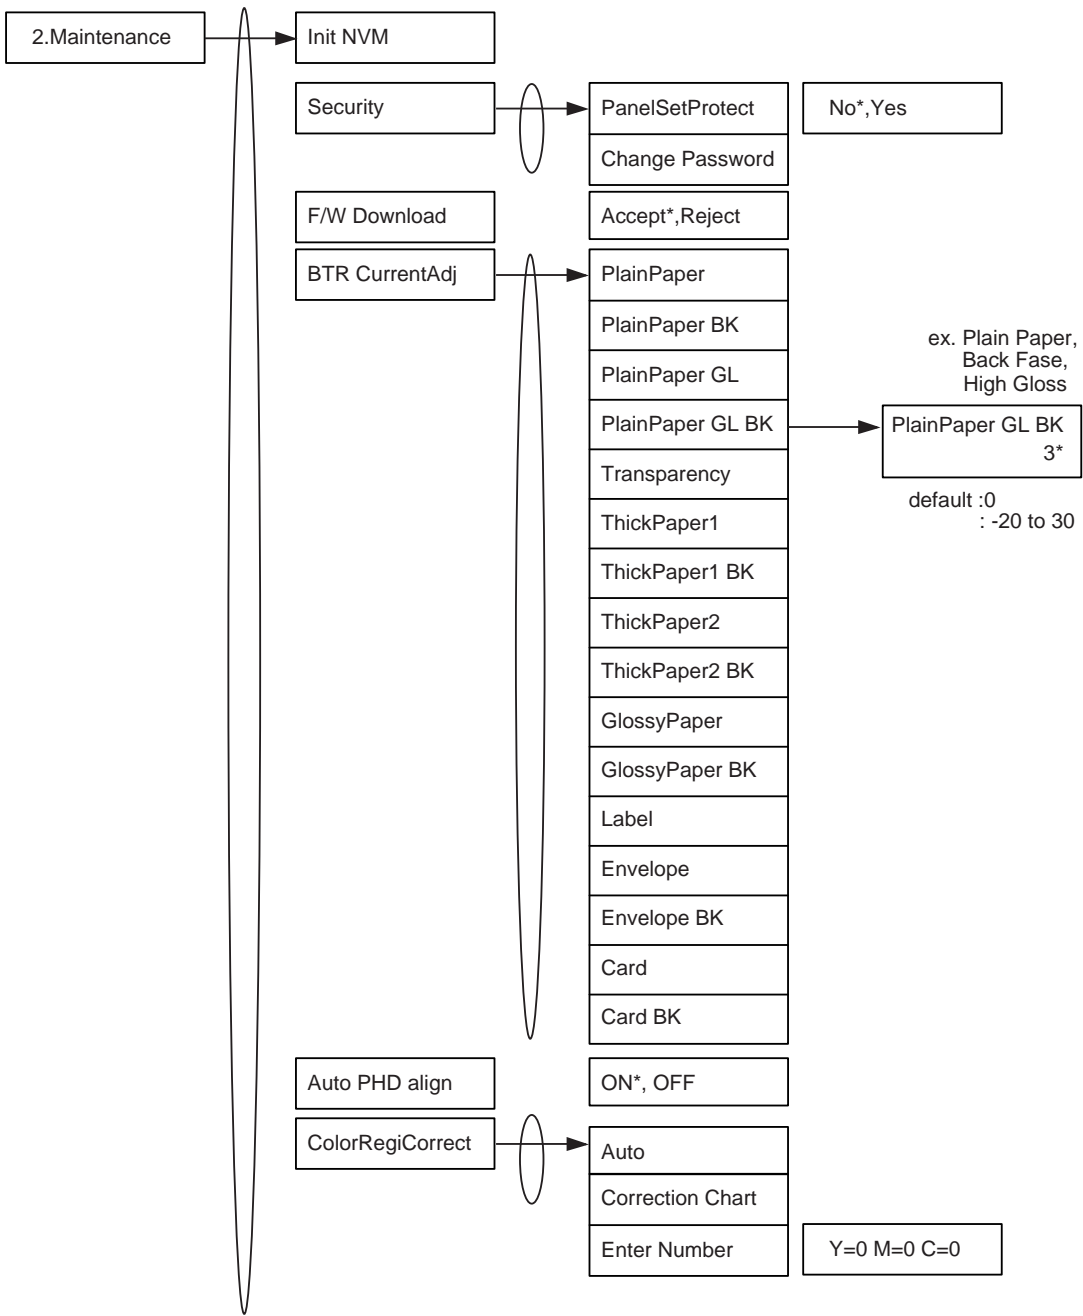 2.Maintenance
Init NVM
Security
PanelSetProtect
No*,Yes
Change Password
F/W Download
Accept*,Reject
BTR CurrentAdj
PlainPaper
PlainPaper BK
PlainPaper GL
PlainPaper GL BK
ex. Plain Paper,
Back Fase,
High Gloss
PlainPaper GL BK
3*
default :0
: -20 to 30
Transparency
ThickPaper1
ThickPaper1 BK
ThickPaper2
ThickPaper2 BK
GlossyPaper
GlossyPaper BK
Label
Envelope
Envelope BK
Card
Card BK
Auto PHD align
ON*, OFF
ColorRegiCorrect
Auto
Correction Chart
Enter Number
Y=0 M=0 C=0